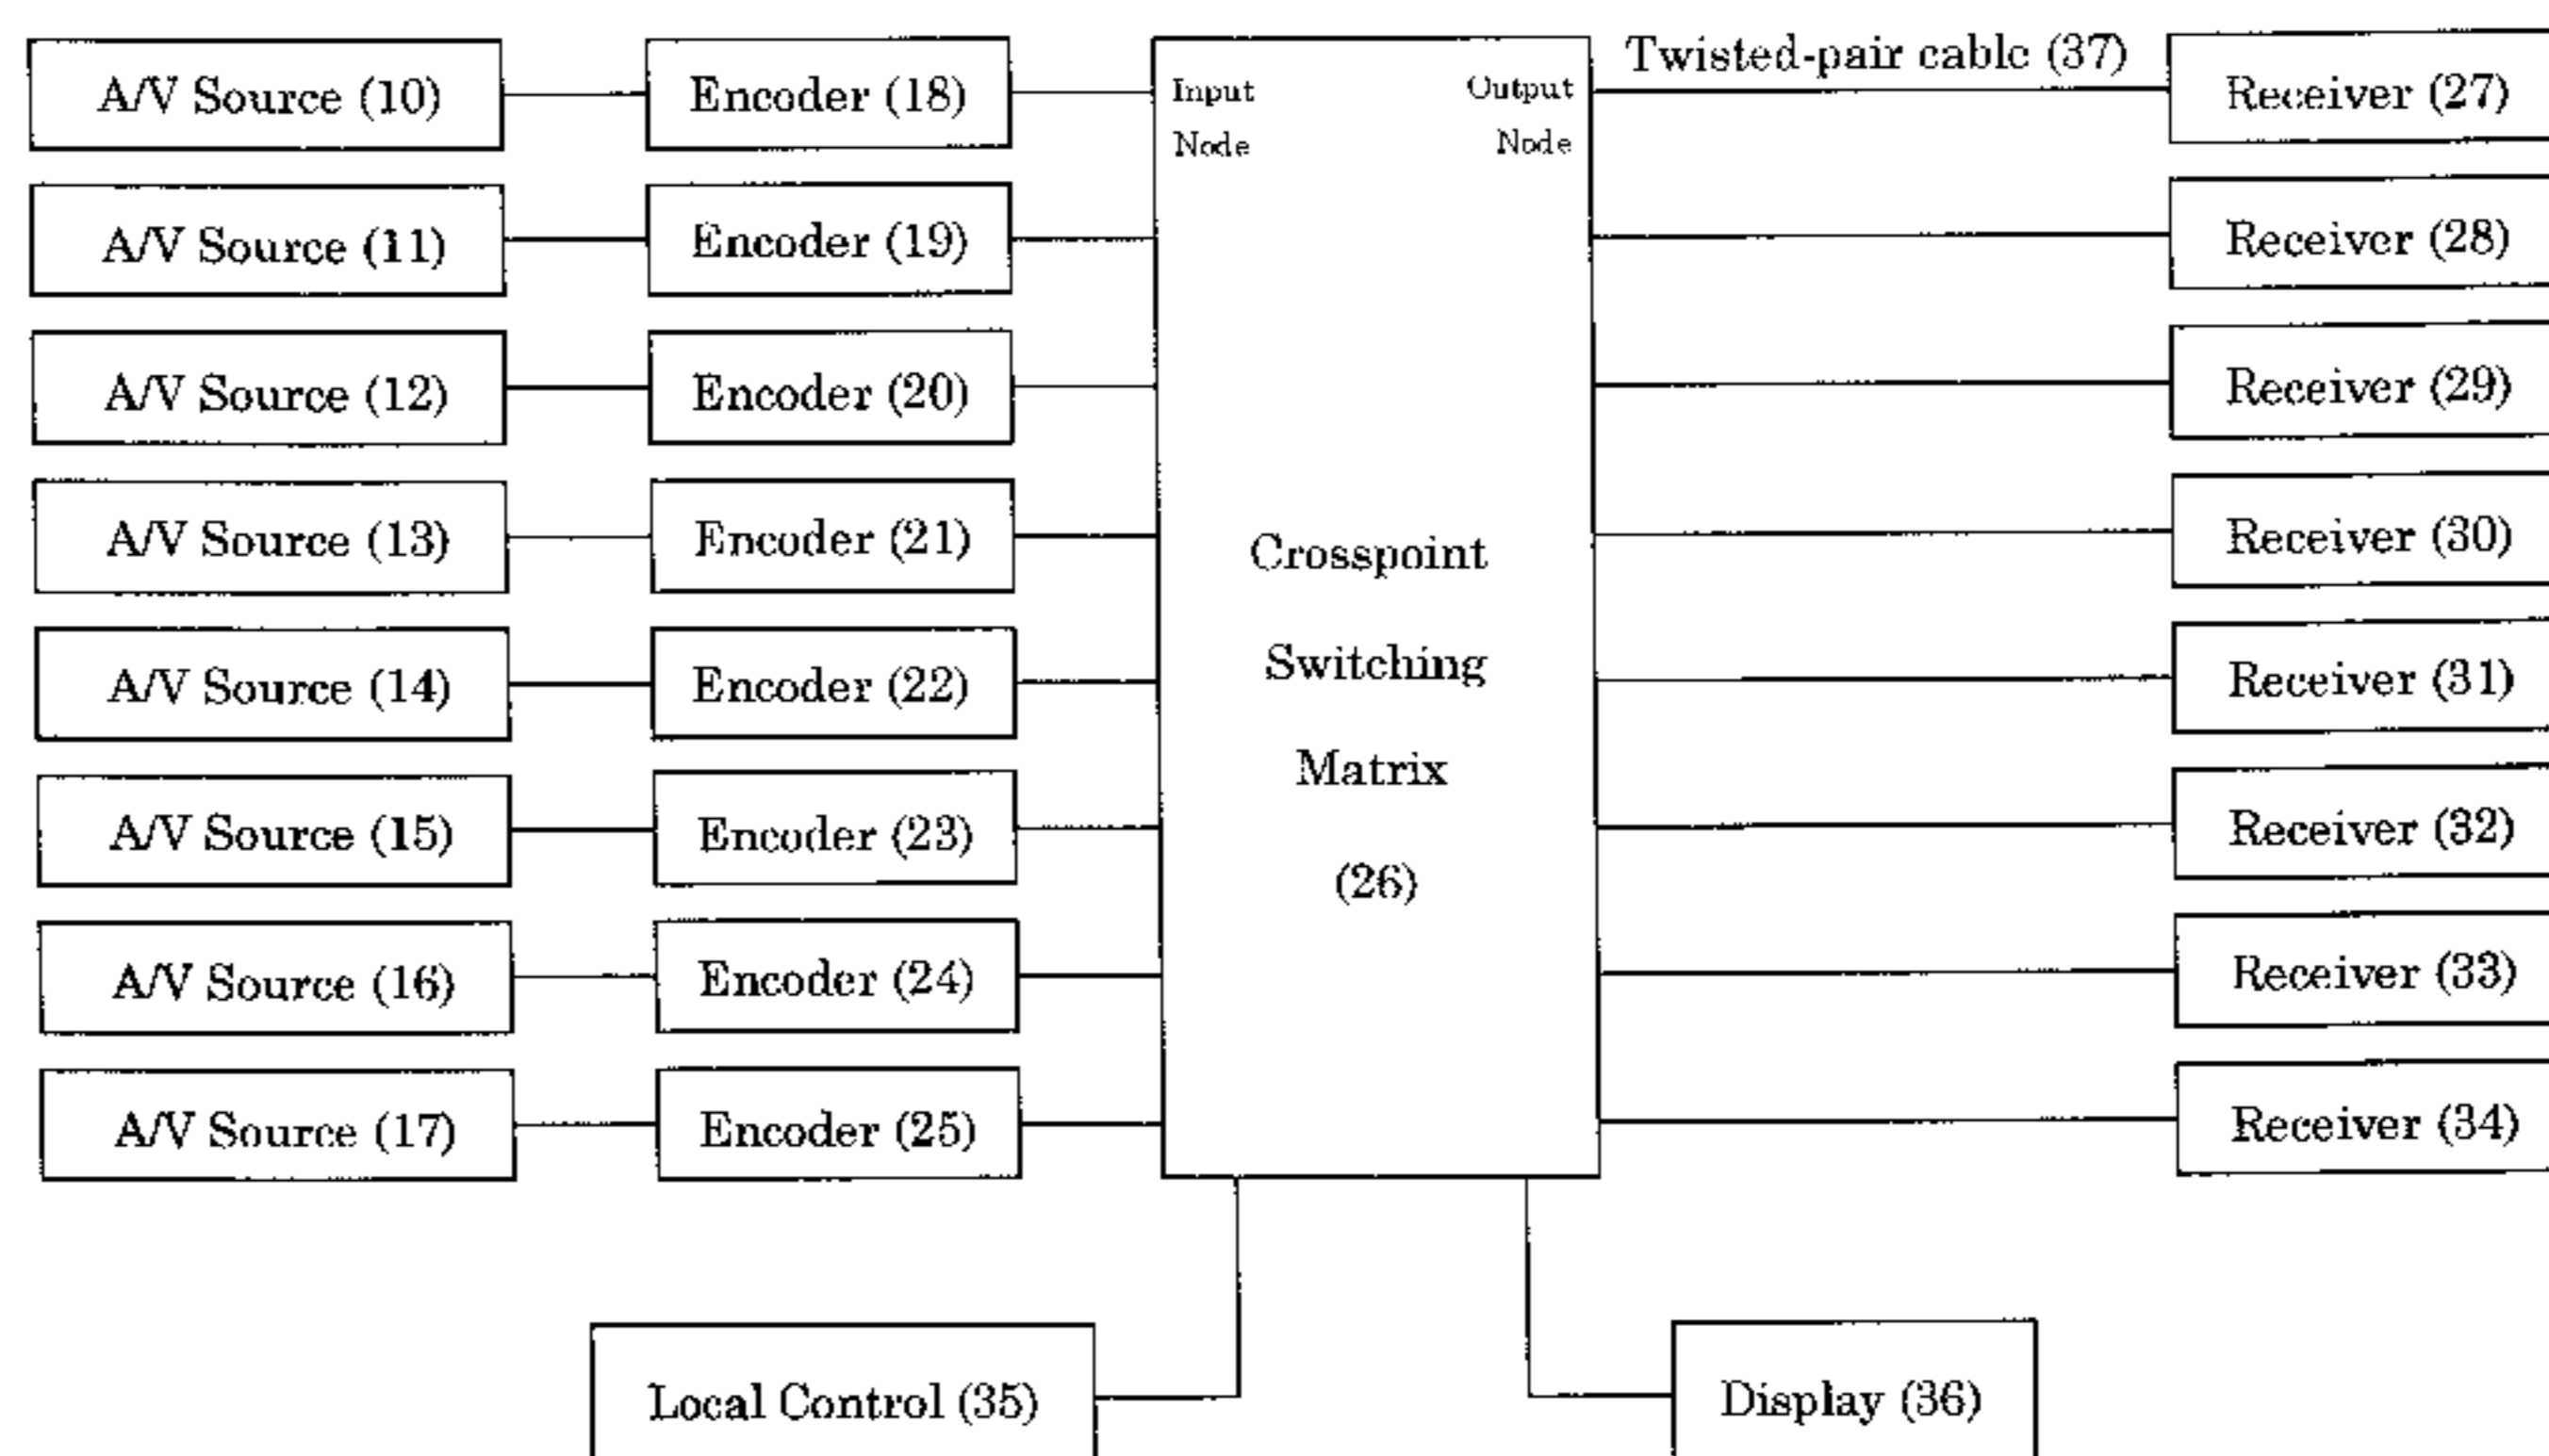 A/V Source (10)
Encoder (18)
Input
Node
Output
Node
Twisted-pair cable (37)
Receiver (27)
A/V Source (11)
Encoder (19)
Receiver (28)
A/V Source (12)
Encoder (20)
Receiver (29)
A/V Source (13)
Encoder (21)
Receiver (30)
A/V Source (14)
Encoder (22)
Receiver (31)
A/V Source (15)
Encoder (23)
Receiver (32)
A/V Source (16)
Encoder (24)
Receiver (33)
A/V Source (17)
Encoder (25)
Receiver (34)
Crosspoint
Switching
Matrix
(26)
Local Control (35)
Display (36)